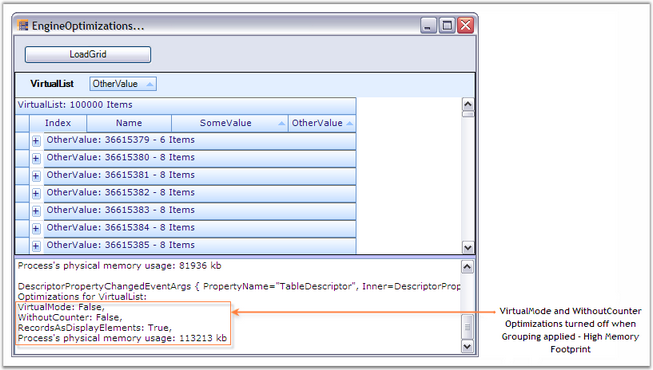 EngineOptimizations...
LoadGrid
VirtualList OtherValue
VirtualList: 100000 Items
Index Name SomeValue OtherValue
OtherValue: 36615379 - 6 Items
OtherValue: 36615380 - 8 Items
OtherValue: 36615381 - 8 Items
OtherValue: 36615382 - 8 Items
OtherValue: 36615383 - 8 Items
OtherValue: 36615384 - 8 Items
OtherValue: 36615385 - 8 Items
Process's physical memory usage: 81936 kb
DescriptorPropertyChangedEventArgs { PropertyName="TableDescriptor", Inner=DescriptorProp
Optimizations for VirtualList:
VirtualMode: False,
WithoutCounter: False,
RecordsAsDisplayElements: True,
Process's physical memory usage: 113213 kb
VirtualMode and WithoutCounter
Optimizations turned off when
Grouping applied - High Memory
Footprint